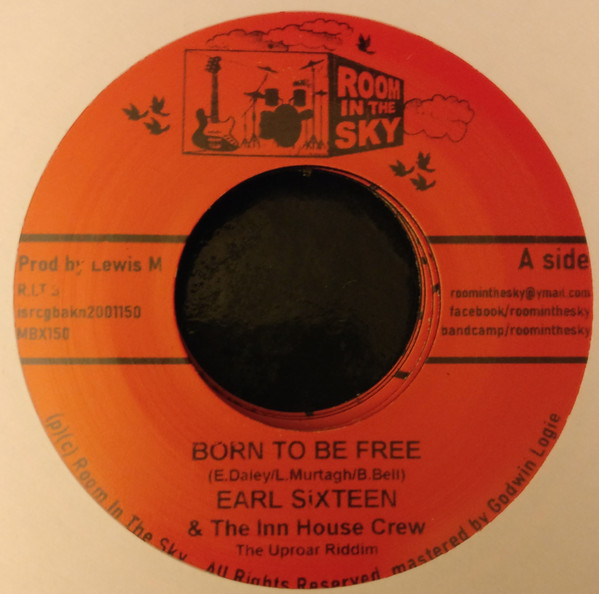 ROOM
IN THE
SKY
Prod by Lewis M
A side
isrcgbakn2001150
MBX150
roominthesky@ymail.com
facebook/roominthesky
bandcamp/roominthesky
BORN TO BE FREE
(E.Daley/L.Murtagh/B.Bell)
EARL SiXTEEN
& The Inn House Crew
The Uproar Riddim
(p)(c) Room In The Sky All Rights Reserved. mastered by Godwin Logie